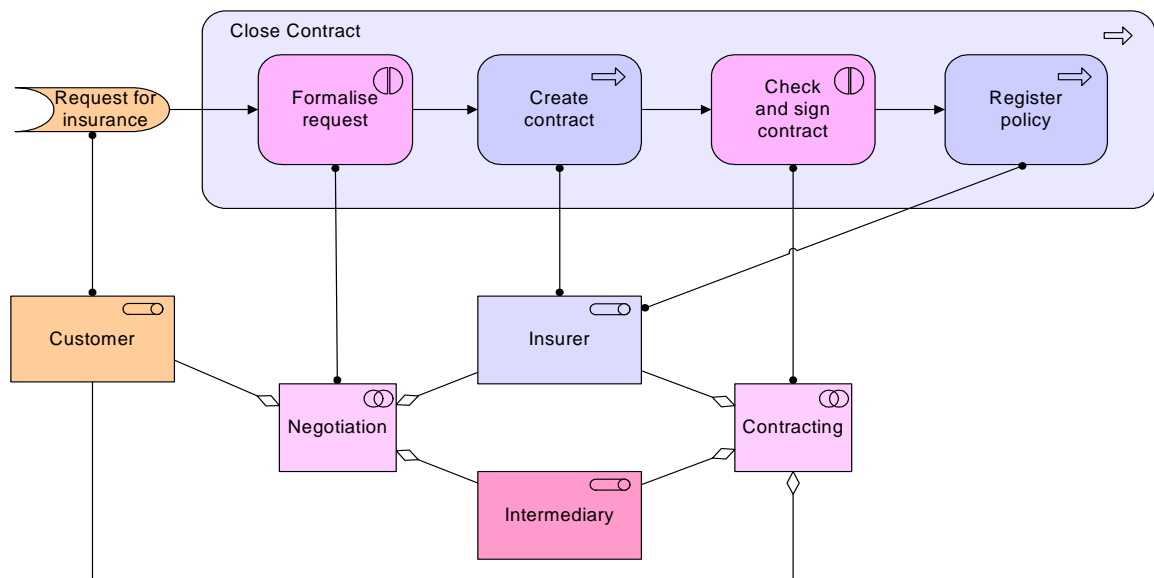 Close Contract
Request for
insurance
Formalise
request
Create
contract
Check
and sign
contract
Register
policy
Customer
Insurer
Negotiation
Contracting
Intermediary